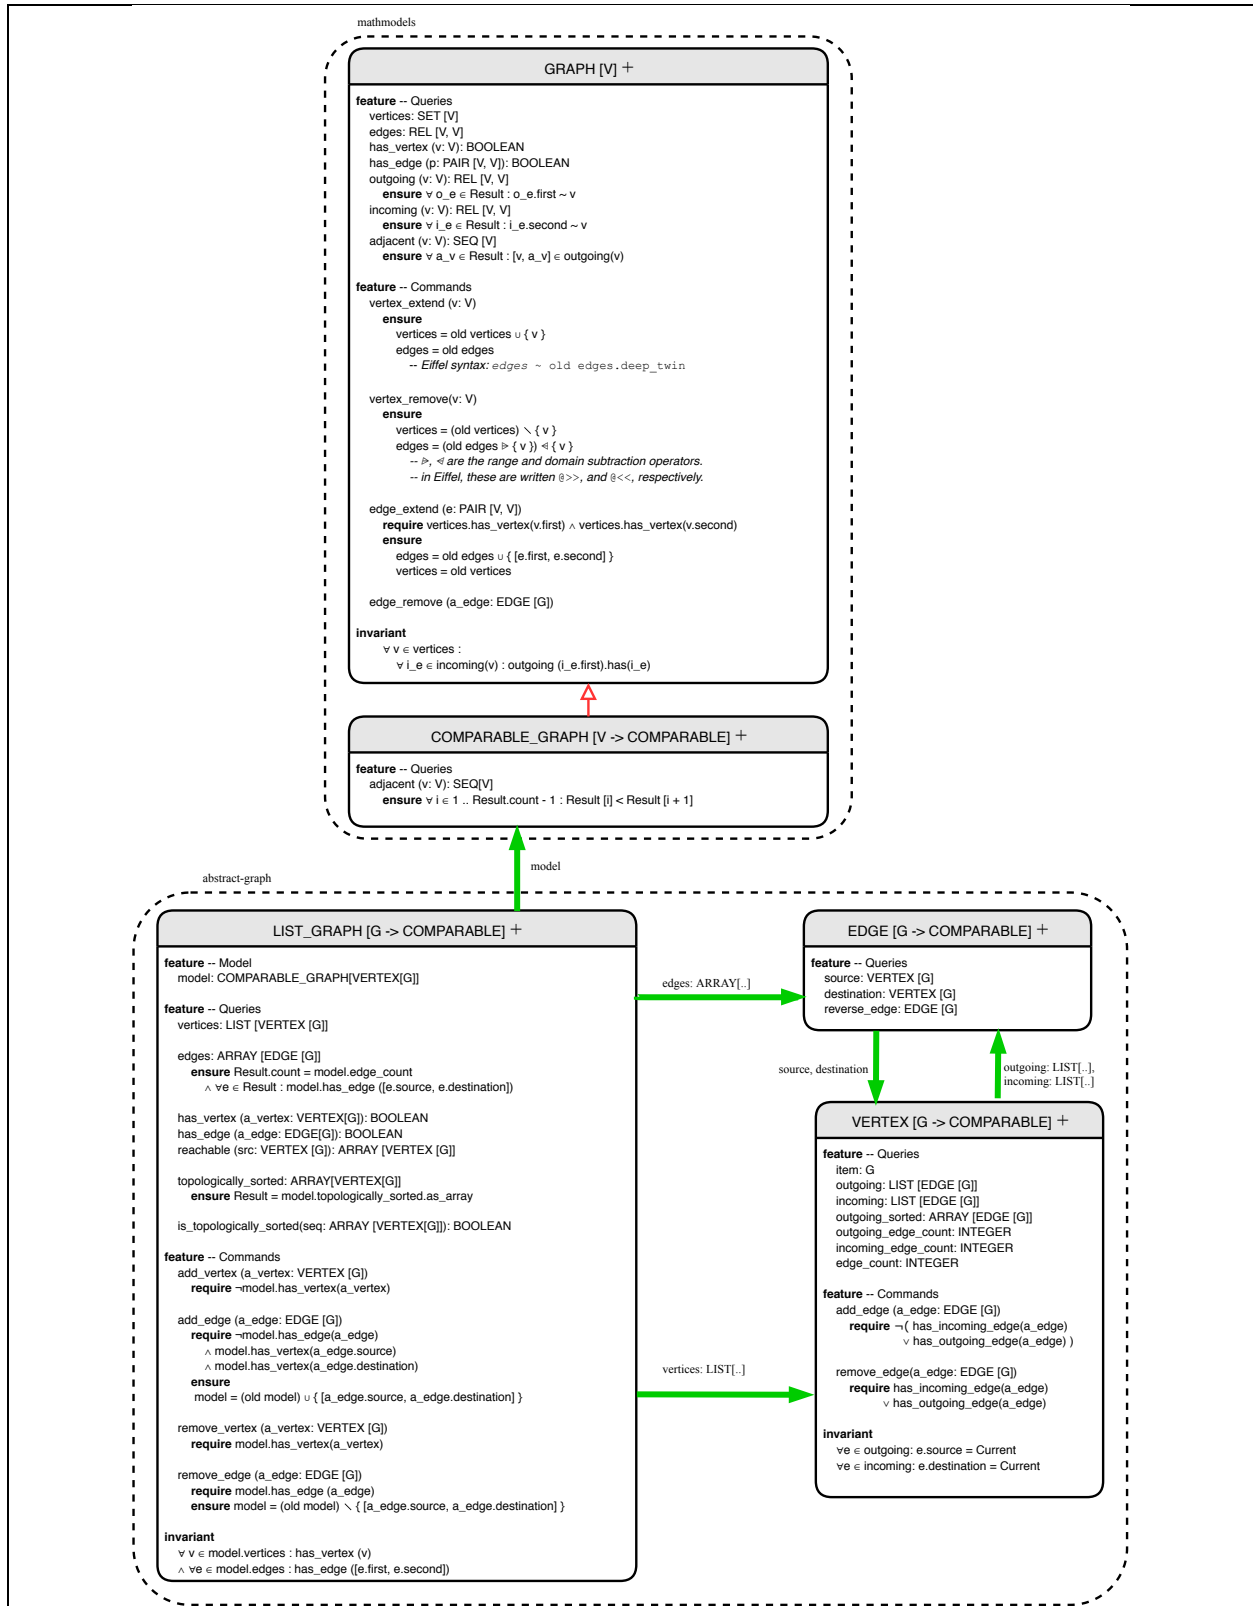 mathmodels
GRAPH [V] +
feature -- Queries
vertices: SET [V]
edges: REL [V, V]
has_vertex (v: V): BOOLEAN
has_edge (p: PAIR [V, V]): BOOLEAN
outgoing (v: V): REL [V, V]
ensure ∀ o_e ∈ Result : o_e.first ~ v
incoming (v: V): REL [V, V]
ensure ∀ i_e ∈ Result : i_e.second ~ v
adjacent (v: V): SEQ [V]
ensure ∀ a_v ∈ Result : [v, a_v] ∈ outgoing(v)
feature -- Commands
vertex_extend (v: V)
ensure
vertices = old vertices ∪ { v }
edges = old edges
-- Eiffel syntax: edges ~ old edges.deep_twin
vertex_remove(v: V)
ensure
vertices = (old vertices) ∖ { v }
edges = (old edges ⩥ { v }) ⩤ { v }
-- ⩥, ⩤ are the range and domain subtraction operators.
-- in Eiffel, these are written @>>, and @<<, respectively.
edge_extend (e: PAIR [V, V])
require vertices.has_vertex(v.first) ∧ vertices.has_vertex(v.second)
ensure
edges = old edges ∪ { [e.first, e.second] }
vertices = old vertices
edge_remove (a_edge: EDGE [G])
invariant
∀ v ∈ vertices :
∀ i_e ∈ incoming(v) : outgoing (i_e.first).has(i_e)
COMPARABLE_GRAPH [V -> COMPARABLE] +
feature -- Queries
adjacent (v: V): SEQ[V]
ensure ∀ i ∈ 1 .. Result.count - 1 : Result [i] < Result [i + 1]
model
abstract-graph
LIST_GRAPH [G -> COMPARABLE] +
feature -- Model
model: COMPARABLE_GRAPH[VERTEX[G]]
feature -- Queries
vertices: LIST [VERTEX [G]]
edges: ARRAY [EDGE [G]]
ensure Result.count = model.edge_count
∧ ∀e ∈ Result : model.has_edge ([e.source, e.destination])
has_vertex (a_vertex: VERTEX[G]): BOOLEAN
has_edge (a_edge: EDGE[G]): BOOLEAN
reachable (src: VERTEX [G]): ARRAY [VERTEX [G]]
topologically_sorted: ARRAY[VERTEX[G]]
ensure Result = model.topologically_sorted.as_array
is_topologically_sorted(seq: ARRAY [VERTEX[G]]): BOOLEAN
feature -- Commands
add_vertex (a_vertex: VERTEX [G])
require ¬model.has_vertex(a_vertex)
add_edge (a_edge: EDGE [G])
require ¬model.has_edge(a_edge)
∧ model.has_vertex(a_edge.source)
∧ model.has_vertex(a_edge.destination)
ensure
model = (old model) ∪ { [a_edge.source, a_edge.destination] }
remove_vertex (a_vertex: VERTEX [G])
require model.has_vertex(a_vertex)
remove_edge (a_edge: EDGE [G])
require model.has_edge (a_edge)
ensure model = (old model) ∖ { [a_edge.source, a_edge.destination] }
invariant
∀ v ∈ model.vertices : has_vertex (v)
∧ ∀e ∈ model.edges : has_edge ([e.first, e.second])
edges: ARRAY[..]
vertices: LIST[..]
EDGE [G -> COMPARABLE] +
feature -- Queries
source: VERTEX [G]
destination: VERTEX [G]
reverse_edge: EDGE [G]
source, destination
outgoing: LIST[..],
incoming: LIST[..]
VERTEX [G -> COMPARABLE] +
feature -- Queries
item: G
outgoing: LIST [EDGE [G]]
incoming: LIST [EDGE [G]]
outgoing_sorted: ARRAY [EDGE [G]]
outgoing_edge_count: INTEGER
incoming_edge_count: INTEGER
edge_count: INTEGER
feature -- Commands
add_edge (a_edge: EDGE [G])
require ¬( has_incoming_edge(a_edge)
∨ has_outgoing_edge(a_edge) )
remove_edge(a_edge: EDGE [G])
require has_incoming_edge(a_edge)
∨ has_outgoing_edge(a_edge)
invariant
∀e ∈ outgoing: e.source = Current
∀e ∈ incoming: e.destination = Current